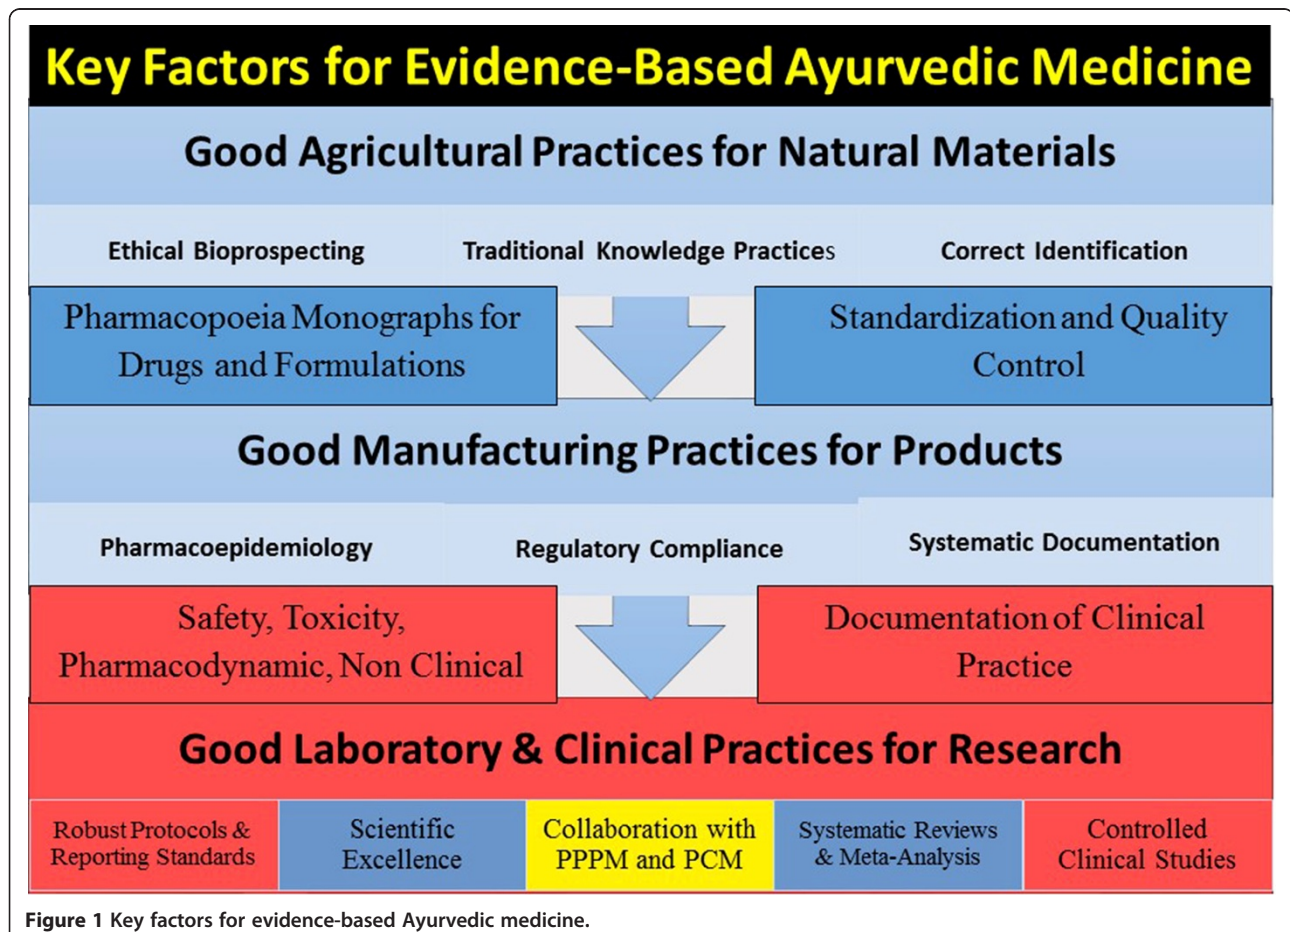 Key Factors for Evidence-Based Ayurvedic Medicine
Good Agricultural Practices for Natural Materials
Ethical Bioprospecting
Traditional Knowledge Practices
Correct Identification
Pharmacopoeia Monographs for
Drugs and Formulations
Standardization and Quality
Control
Good Manufacturing Practices for Products
Pharmacoepidemiology
Regulatory Compliance
Systematic Documentation
Safety, Toxicity,
Pharmacodynamic, Non Clinical
Documentation of Clinical
Practice
Good Laboratory & Clinical Practices for Research
Robust Protocols &
Reporting Standards
Scientific
Excellence
Collaboration with
PPPM and PCM
Systematic Reviews
& Meta-Analysis
Controlled
Clinical Studies
Figure 1 Key factors for evidence-based Ayurvedic medicine.